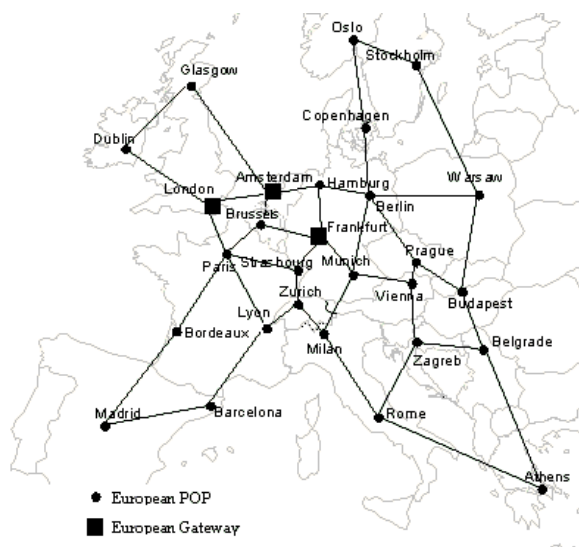 Oslo
Stockholm
Glasgow
Copenhagen
Dublin
Amsterdam
Hamburg
Warsaw
London
Berlin
Brussels
Frankfurt
Prague
Paris
Strasbourg
Munich
Zurich
Vienna
Budapest
Lyon
Bordeaux
Milan
Zagreb
Belgrade
Madrid
Barcelona
Rome
Athens
European POP
European Gateway